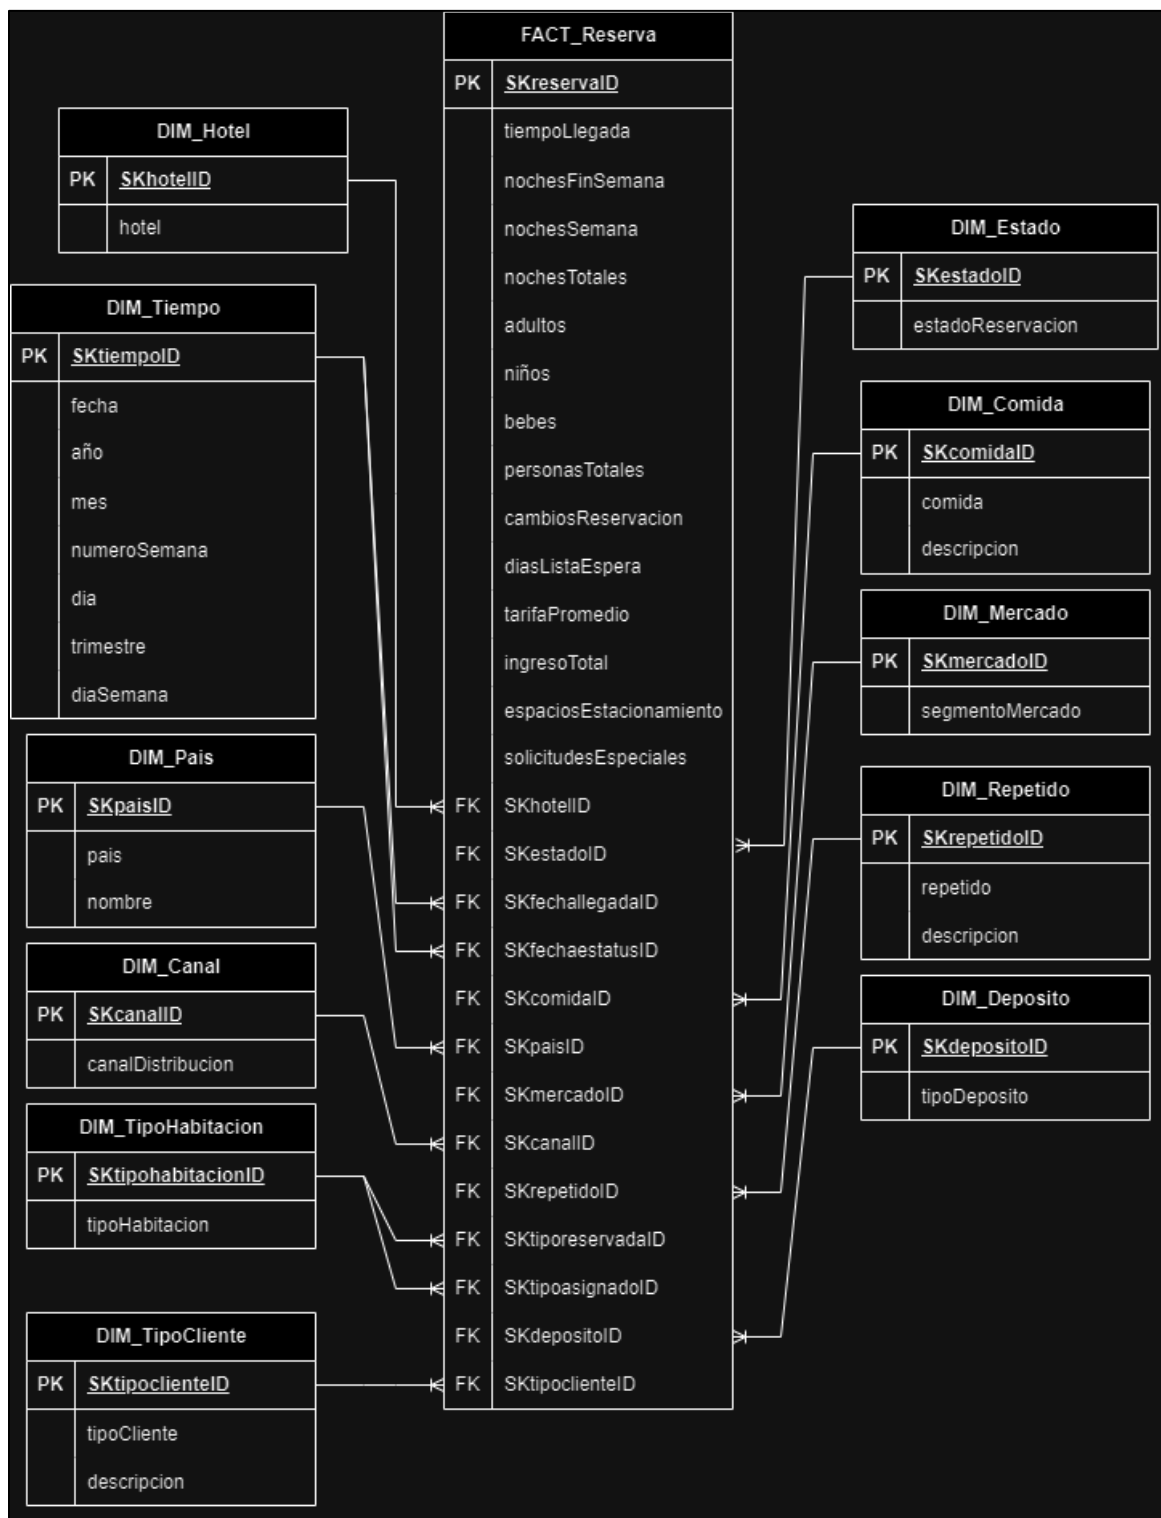 FACT_Reserva
PK SKreservaID
tiempoLlegada
nochesFinSemana
nochesSemana
nochesTotales
adultos
niños
bebes
personasTotales
cambiosReservacion
diasListaEspera
tarifaPromedio
ingresoTotal
espaciosEstacionamiento
solicitudesEspeciales
FK SKhotelID
FK SKestadoID
FK SKfechallegadaID
FK SKfechaestatusID
FK SKcomidaID
FK SKpaisID
FK SKmercadoID
FK SKcanalID
FK SKrepetidoID
FK SKtiporeservadaID
FK SKtipoasignadoID
FK SKdepositoID
FK SKtipoclienteID
DIM_Hotel
PK SKhotelID
hotel
DIM_Tiempo
PK SKtiempoID
fecha
año
mes
numeroSemana
dia
trimestre
diaSemana
DIM_Pais
PK SKpaisID
pais
nombre
DIM_Canal
PK SKcanalID
canalDistribucion
DIM_TipoHabitacion
PK SKtipohabitacionID
tipoHabitacion
DIM_TipoCliente
PK SKtipoclienteID
tipoCliente
descripcion
DIM_Estado
PK SKestadoID
estadoReservacion
DIM_Comida
PK SKcomidaID
comida
descripcion
DIM_Mercado
PK SKmercadoID
segmentoMercado
DIM_Repetido
PK SKrepetidoID
repetido
descripcion
DIM_Deposito
PK SKdepositoID
tipoDeposito